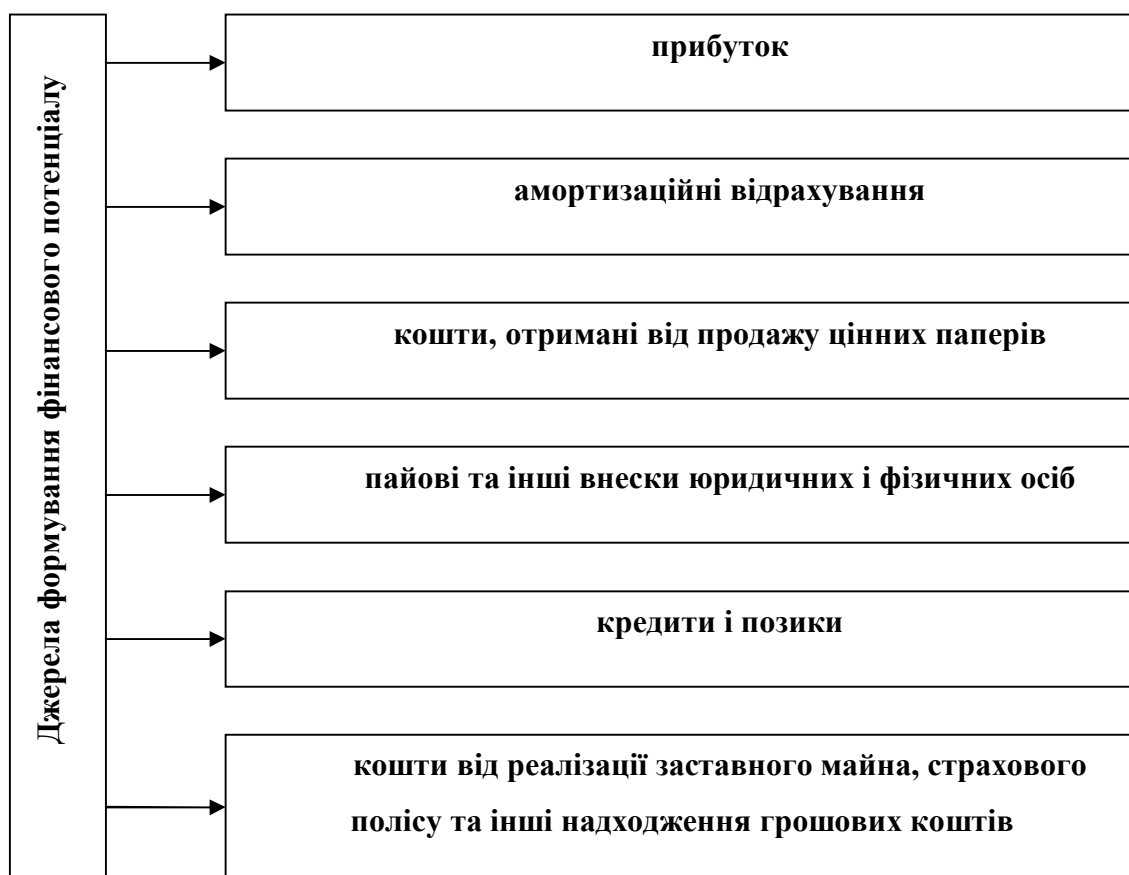 Джерела формування фінансового потенціалу
прибуток
амортизаційні відрахування
кошти, отримані від продажу цінних паперів
пайові та інші внески юридичних і фізичних осіб
кредити і позики
кошти від реалізації заставного майна, страхового
полісу та інші надходження грошових коштів